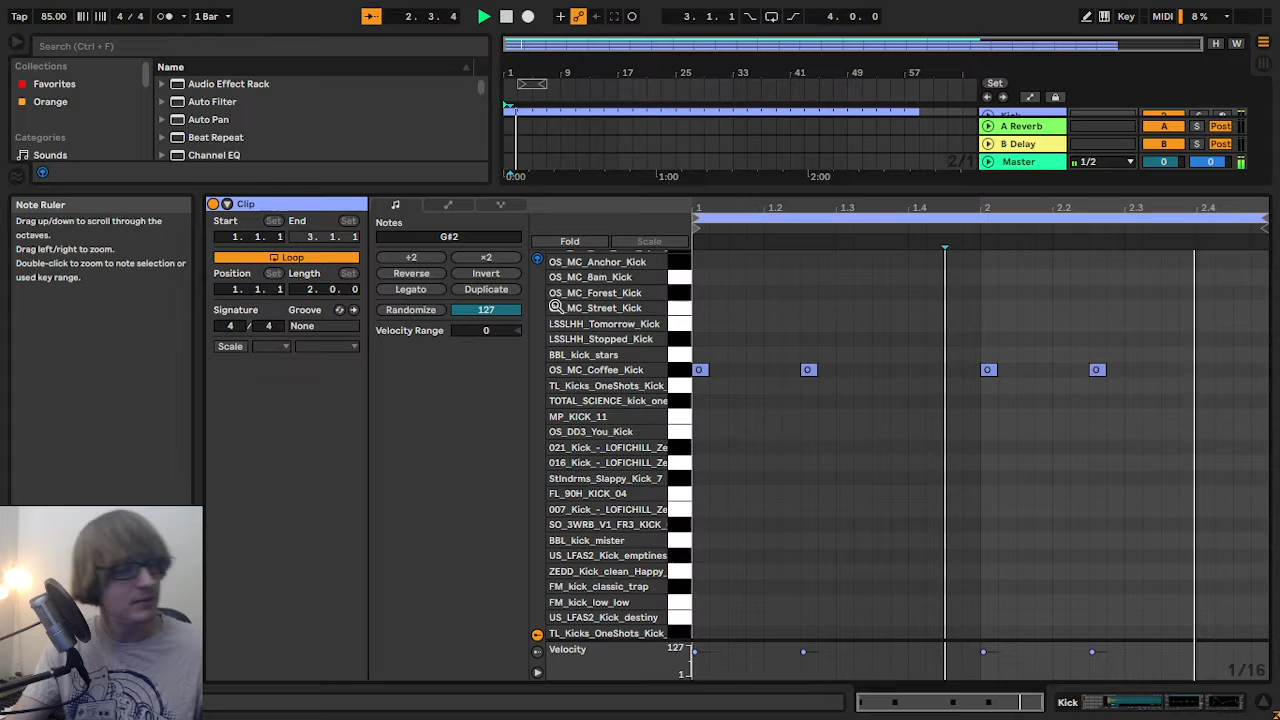 Tap 85.00 4 / 4 1 Bar 2. 3. 4 3. 1. 1 4. 0. 0 Key MIDI 8 %
Search (Ctrl + F)
H W
Collections
Favorites
Orange
Categories
Sounds
Name
Audio Effect Rack
Auto Filter
Auto Pan
Beat Repeat
Channel EQ
1 9 17 25 33 41 49 57
Set
A Reverb A S Post
B Delay B S Post
2/1
Master 1/2 0 0
0:00 1:00 2:00
Note Ruler
Drag up/down to scroll through the
octaves.
Drag left/right to zoom.
Double-click to zoom to note selection or
used key range.
Clip
Start Set End Set
1. 1. 1 3. 1. 1
Loop
Position Set Length Set
1. 1. 1 2. 0. 0
Signature Groove
4 / 4 None
Scale
Notes
G#2
÷2 ×2
Reverse Invert
Legato Duplicate
Randomize 127
Velocity Range 0
Fold Scale
1 1.2 1.3 1.4 2 2.2 2.3 2.4
OS_MC_Anchor_Kick
OS_MC_8am_Kick
OS_MC_Forest_Kick
MC_Street_Kick
LSSLHH_Tomorrow_Kick
LSSLHH_Stopped_Kick
BBL_kick_stars
OS_MC_Coffee_Kick O O O O
TL_Kicks_OneShots_Kick_
TOTAL_SCIENCE_kick_one
MP_KICK_11
OS_DD3_You_Kick
021_Kick_-_LOFICHILL_Ze
016_Kick_-_LOFICHILL_Ze
Stlndrms_Slappy_Kick_7
FL_90H_KICK_04
007_Kick_-_LOFICHILL_Ze
SO_3WRB_V1_FR3_KICK_
BBL_kick_mister
US_LFAS2_Kick_emptines
ZEDD_Kick_clean_Happy_
FM_kick_classic_trap
FM_kick_low_low
US_LFAS2_Kick_destiny
TL_Kicks_OneShots_Kick_
Velocity 127
1
1/16
Kick